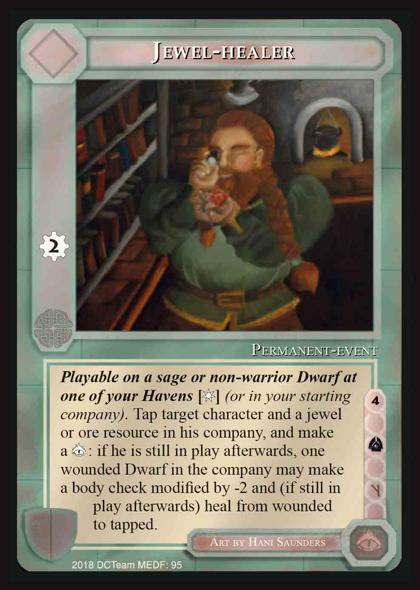 JEWEL-HEALER
2
PERMANENT-EVENT
Playable on a sage or non-warrior Dwarf at
one of your Havens [] (or in your starting
company). Tap target character and a jewel
or ore resource in his company, and make
a : if he is still in play afterwards, one
wounded Dwarf in the company may make
a body check modified by -2 and (if still in
play afterwards) heal from wounded
to tapped.
4
ART BY HANI SAUNDERS
2018 DCTeam MEDF: 95